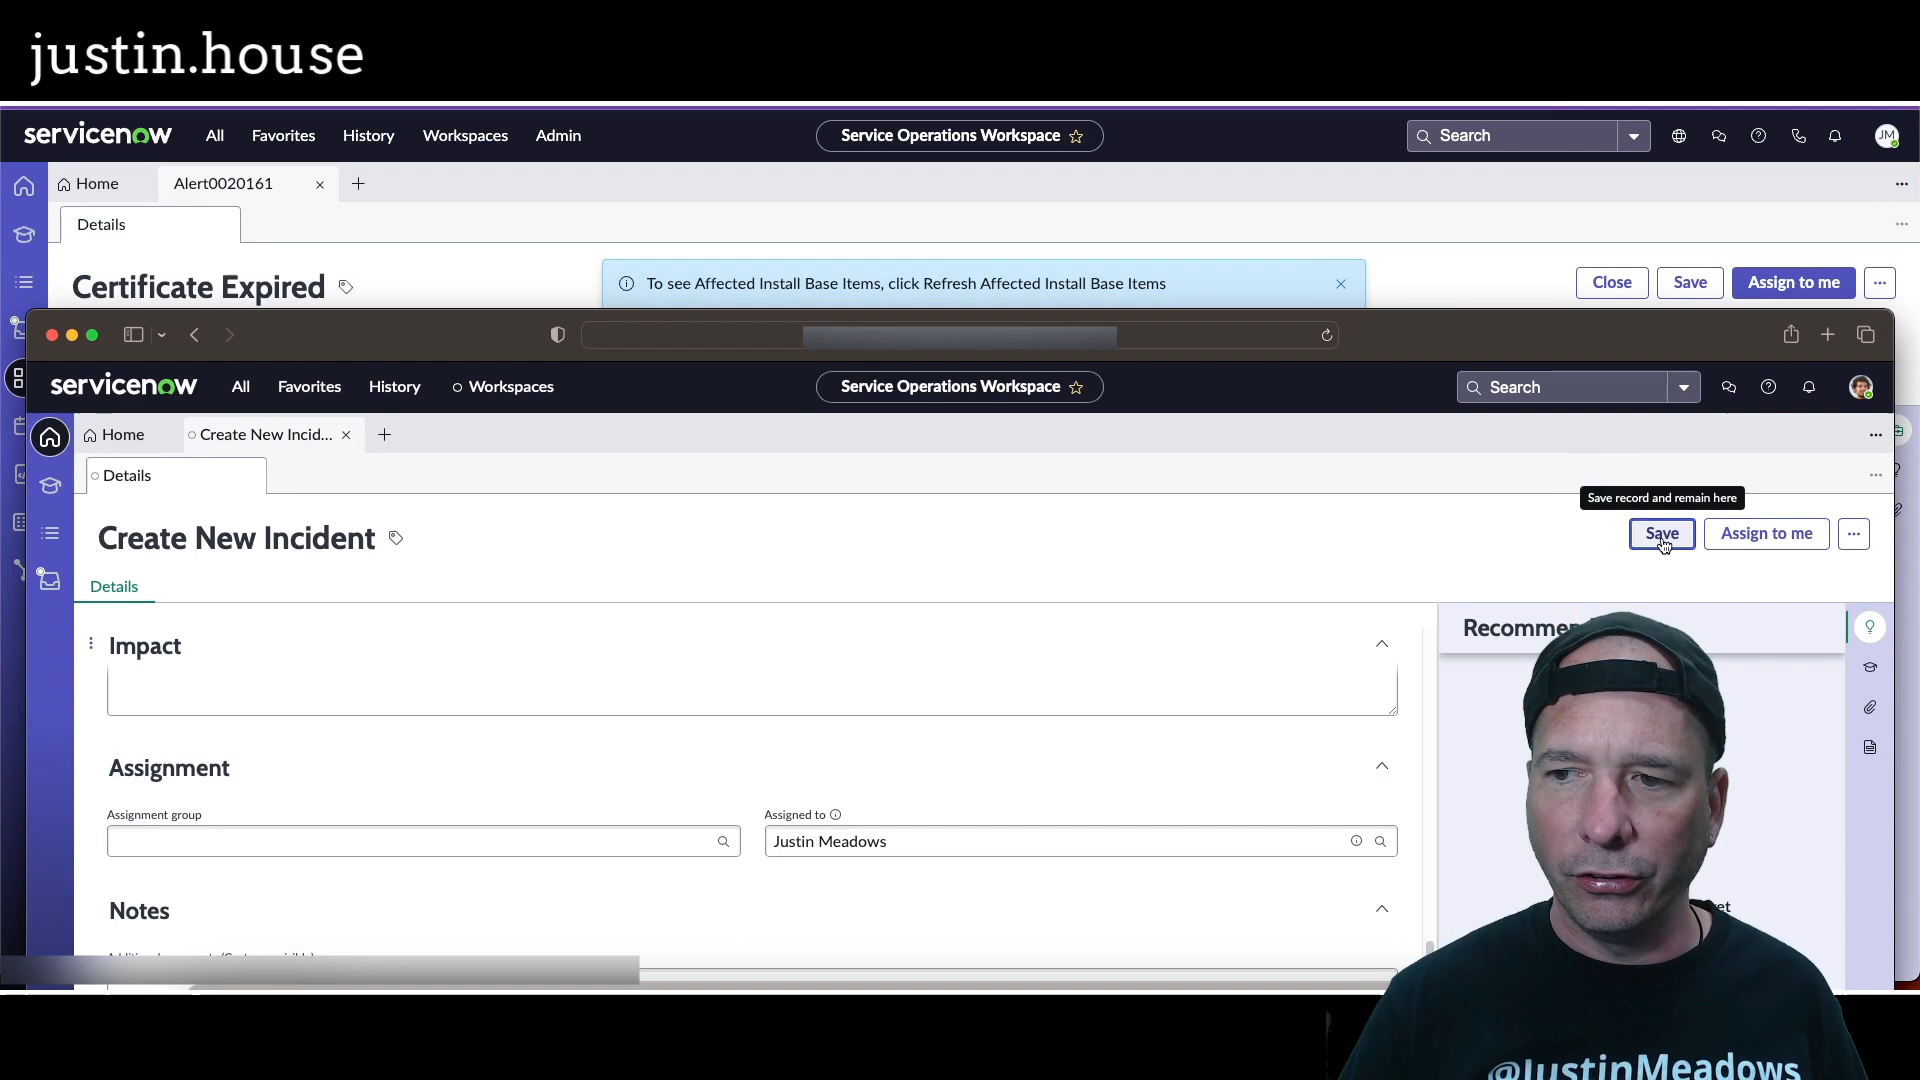 justin.house
servicenow All Favorites History Workspaces Admin Service Operations Workspace Search JM
Home Alert0020161
Details
Certificate Expired To see Affected Install Base Items, click Refresh Affected Install Base Items Close Save Assign to me
servicenow All Favorites History Workspaces Service Operations Workspace Search
Home Create New Incid...
Details
Save record and remain here
Create New Incident Save Assign to me
Details
Impact
Assignment
Assignment group Assigned to
Justin Meadows
Notes
@JustinMeadows